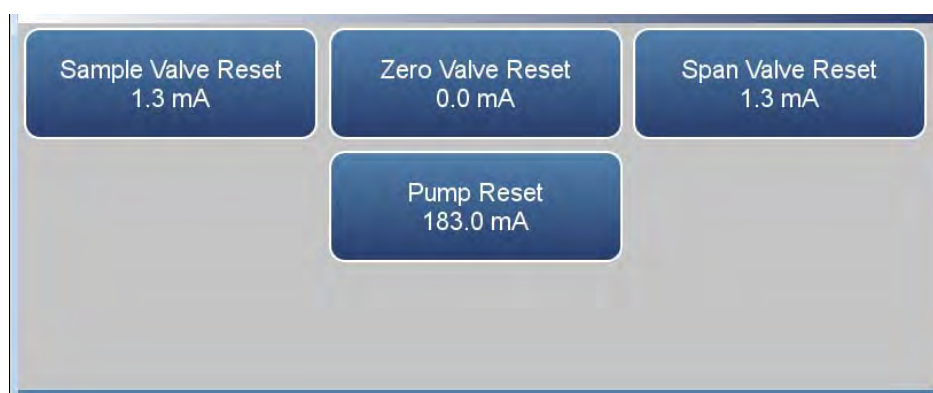 Sample Valve Reset
1.3 mA
Zero Valve Reset
0.0 mA
Span Valve Reset
1.3 mA
Pump Reset
183.0 mA